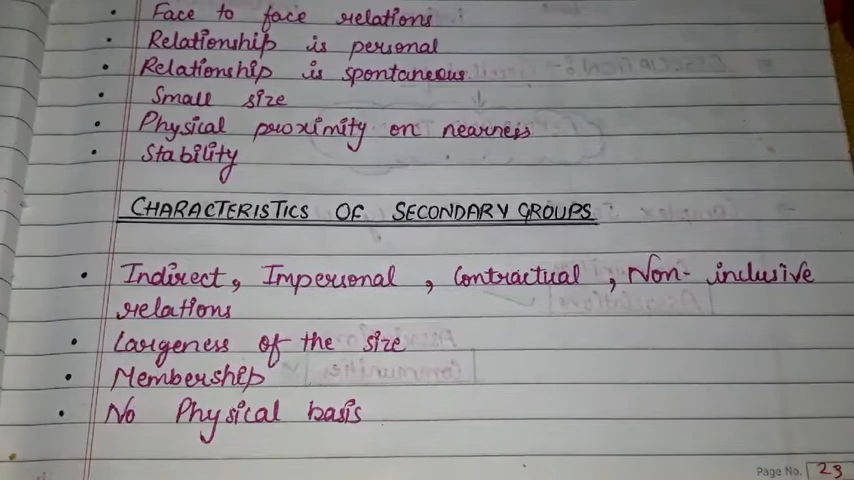 • Face to face relations
• Relationship is personal
• Relationship is spontaneous
• Small size
• Physical proximity on nearness
• Stability
CHARACTERISTICS OF SECONDARY GROUPS
• Indirect, Impersonal, Contractual, Non-inclusive
relations
• Largeness of the size
• Membership
• No Physical basis
Page No. 23